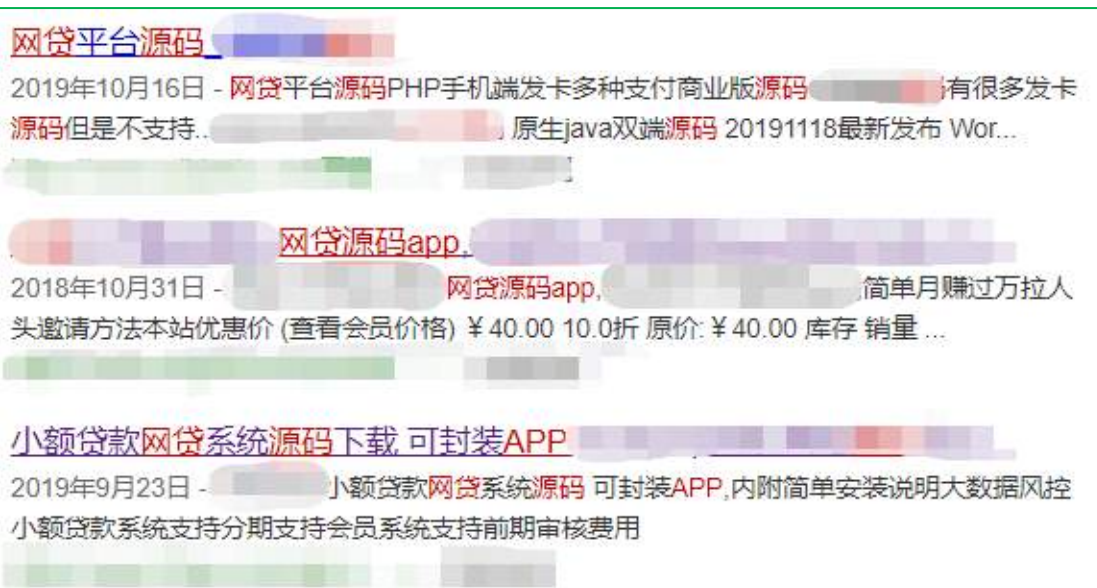 网贷平台源码_
2019年10月16日 - 网贷平台源码PHP手机端发卡多种支付商业版源码 有很多发卡
源码但是不支持.. 原生java双端源码 20191118最新发布 Wor...
网贷源码app,
2018年10月31日 - 网贷源码app, 简单月赚过万拉人
头邀请方法本站优惠价 (查看会员价格) ￥40.00 10.0折 原价: ￥40.00 库存 销量 ...
小额贷款网贷系统源码下载 可封装APP
2019年9月23日 - 小额贷款网贷系统源码 可封装APP,内附简单安装说明大数据风控
小额贷款系统支持分期支持会员系统支持前期审核费用